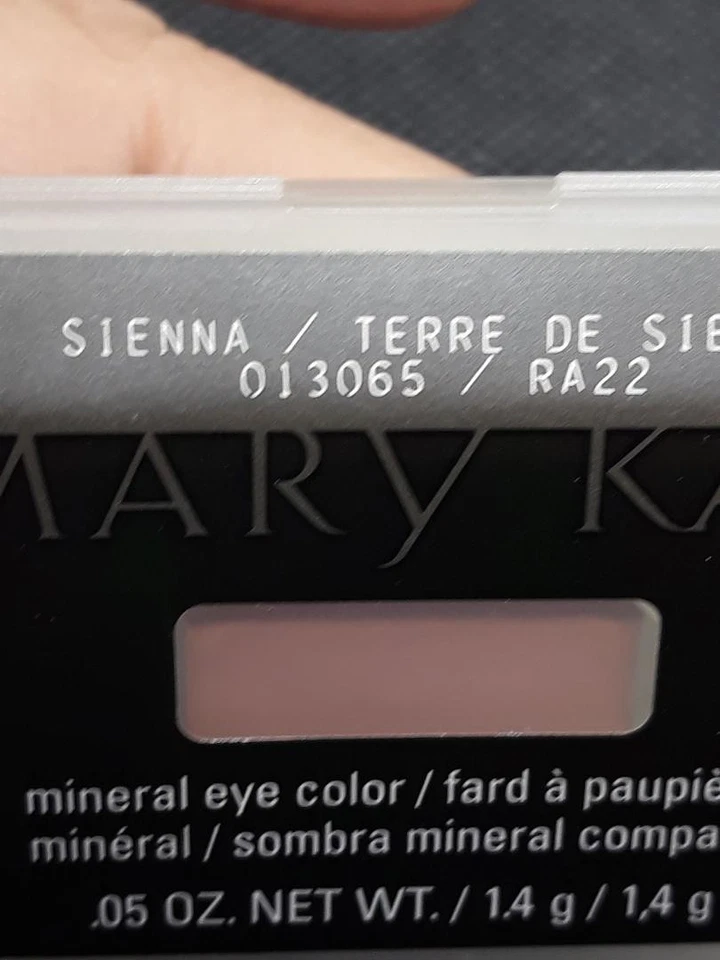 SIENNA / TERRE DE SIE
013065 / RA22
MARY KA
mineral eye color / fard à paupiè
minéral / sombra mineral compa
.05 OZ. NET WT. / 1.4 g / 1,4 g